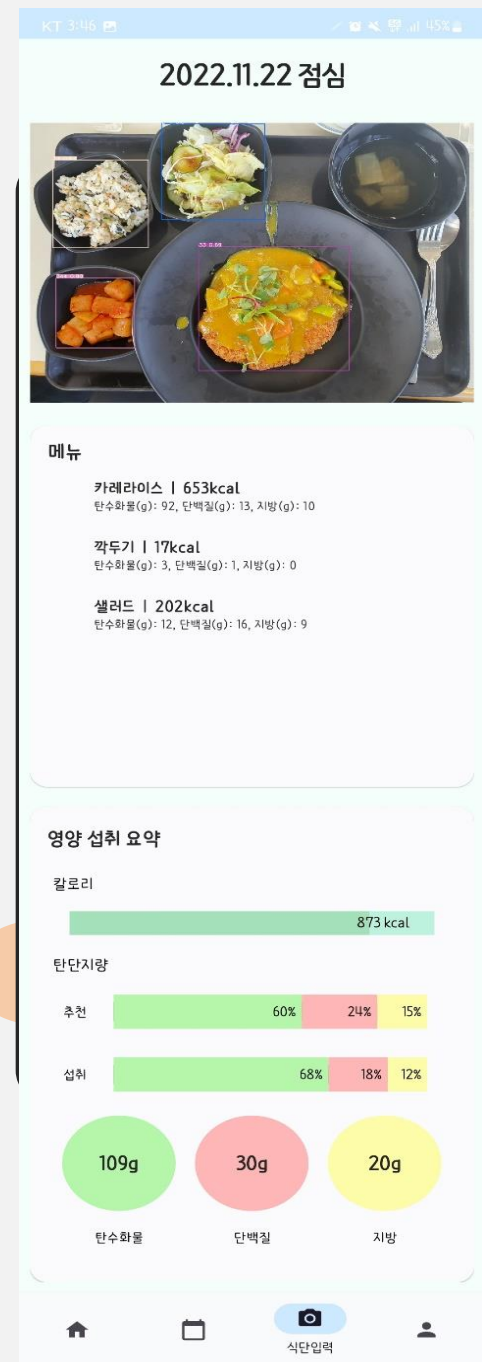 KT 3:46
45%
2022.11.22 점심
메뉴
카레라이스 | 653kcal
탄수화물(g): 92, 단백질(g): 13, 지방(g): 10
깍두기 | 17kcal
탄수화물(g): 3, 단백질(g): 1, 지방(g): 0
샐러드 | 202kcal
탄수화물(g): 12, 단백질(g): 16, 지방(g): 9
영양 섭취 요약
칼로리
873 kcal
탄단지량
추천 60% 24% 15%
섭취 68% 18% 12%
109g 30g 20g
탄수화물 단백질 지방
식단입력